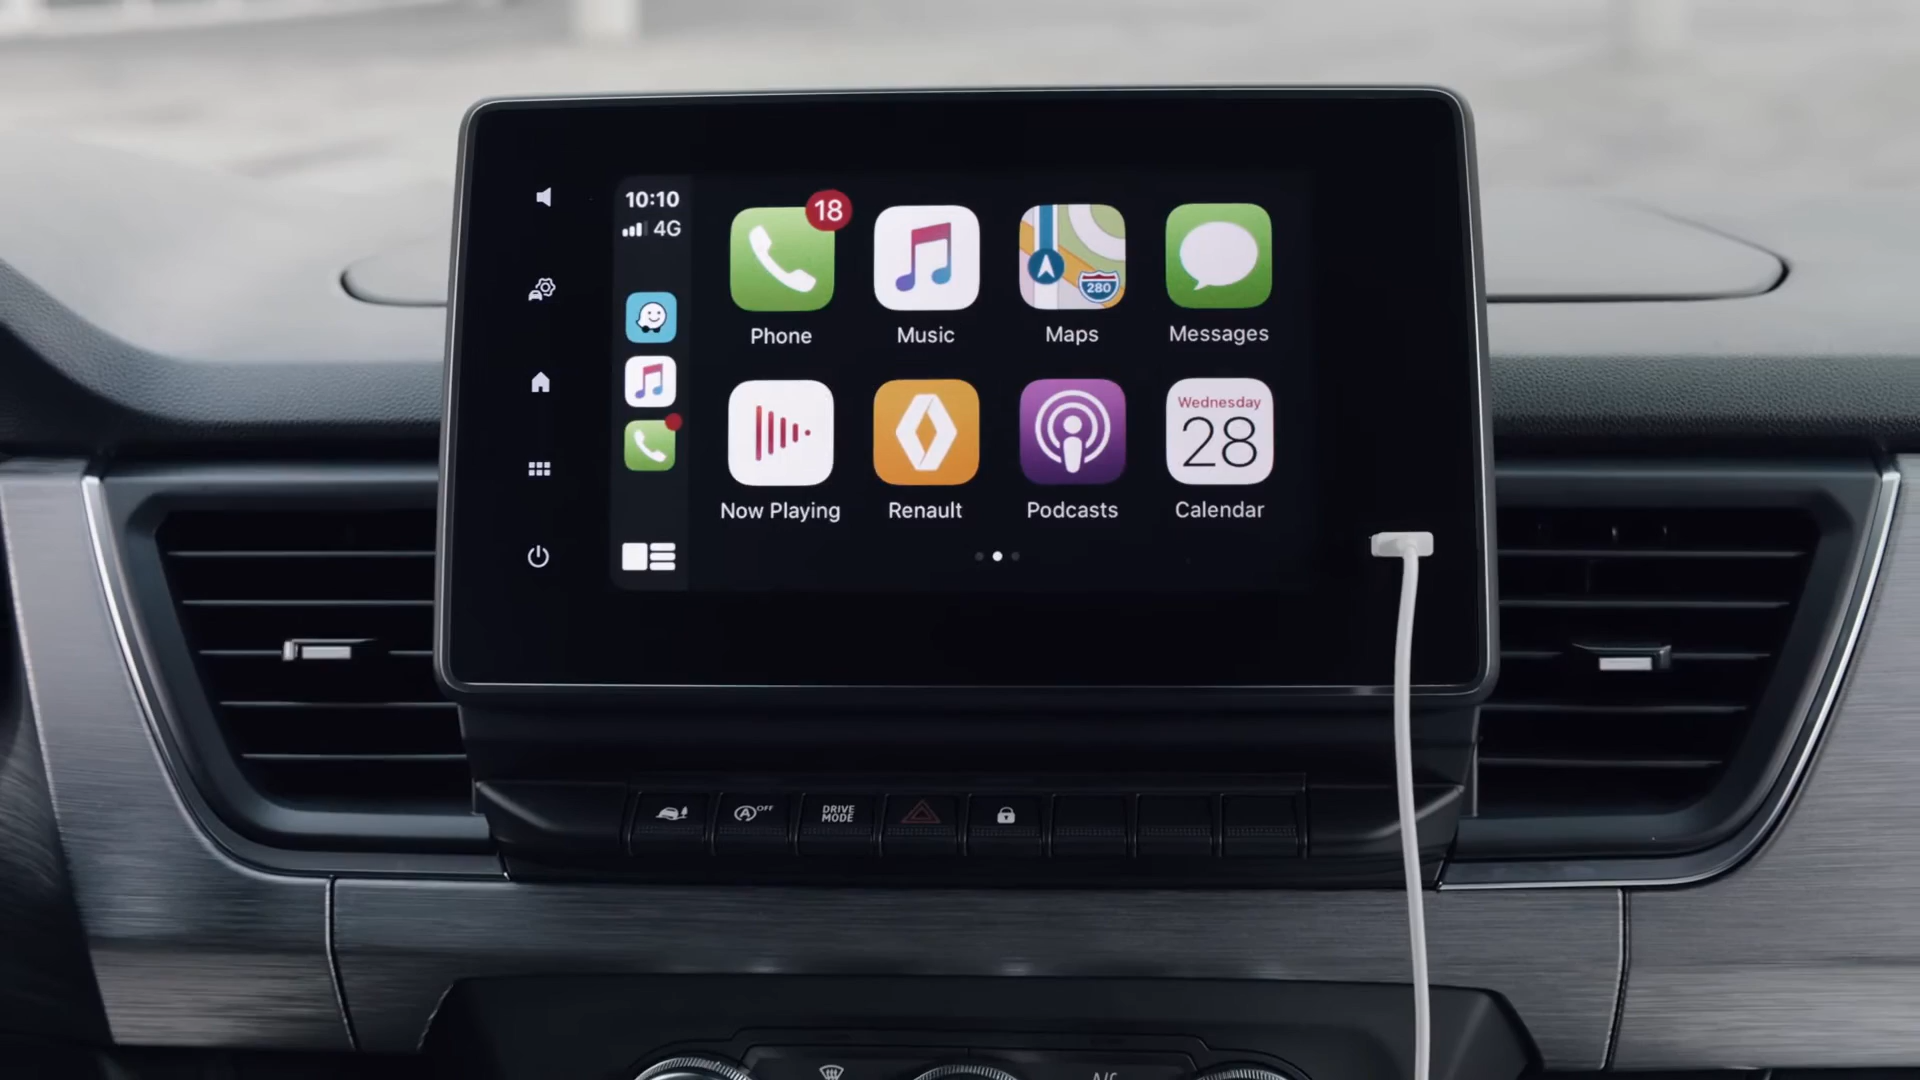 10:10
4G
18
280
Phone
Music
Maps
Messages
Wednesday
28
Now Playing
Renault
Podcasts
Calendar
A OFF
DRIVE
MODE